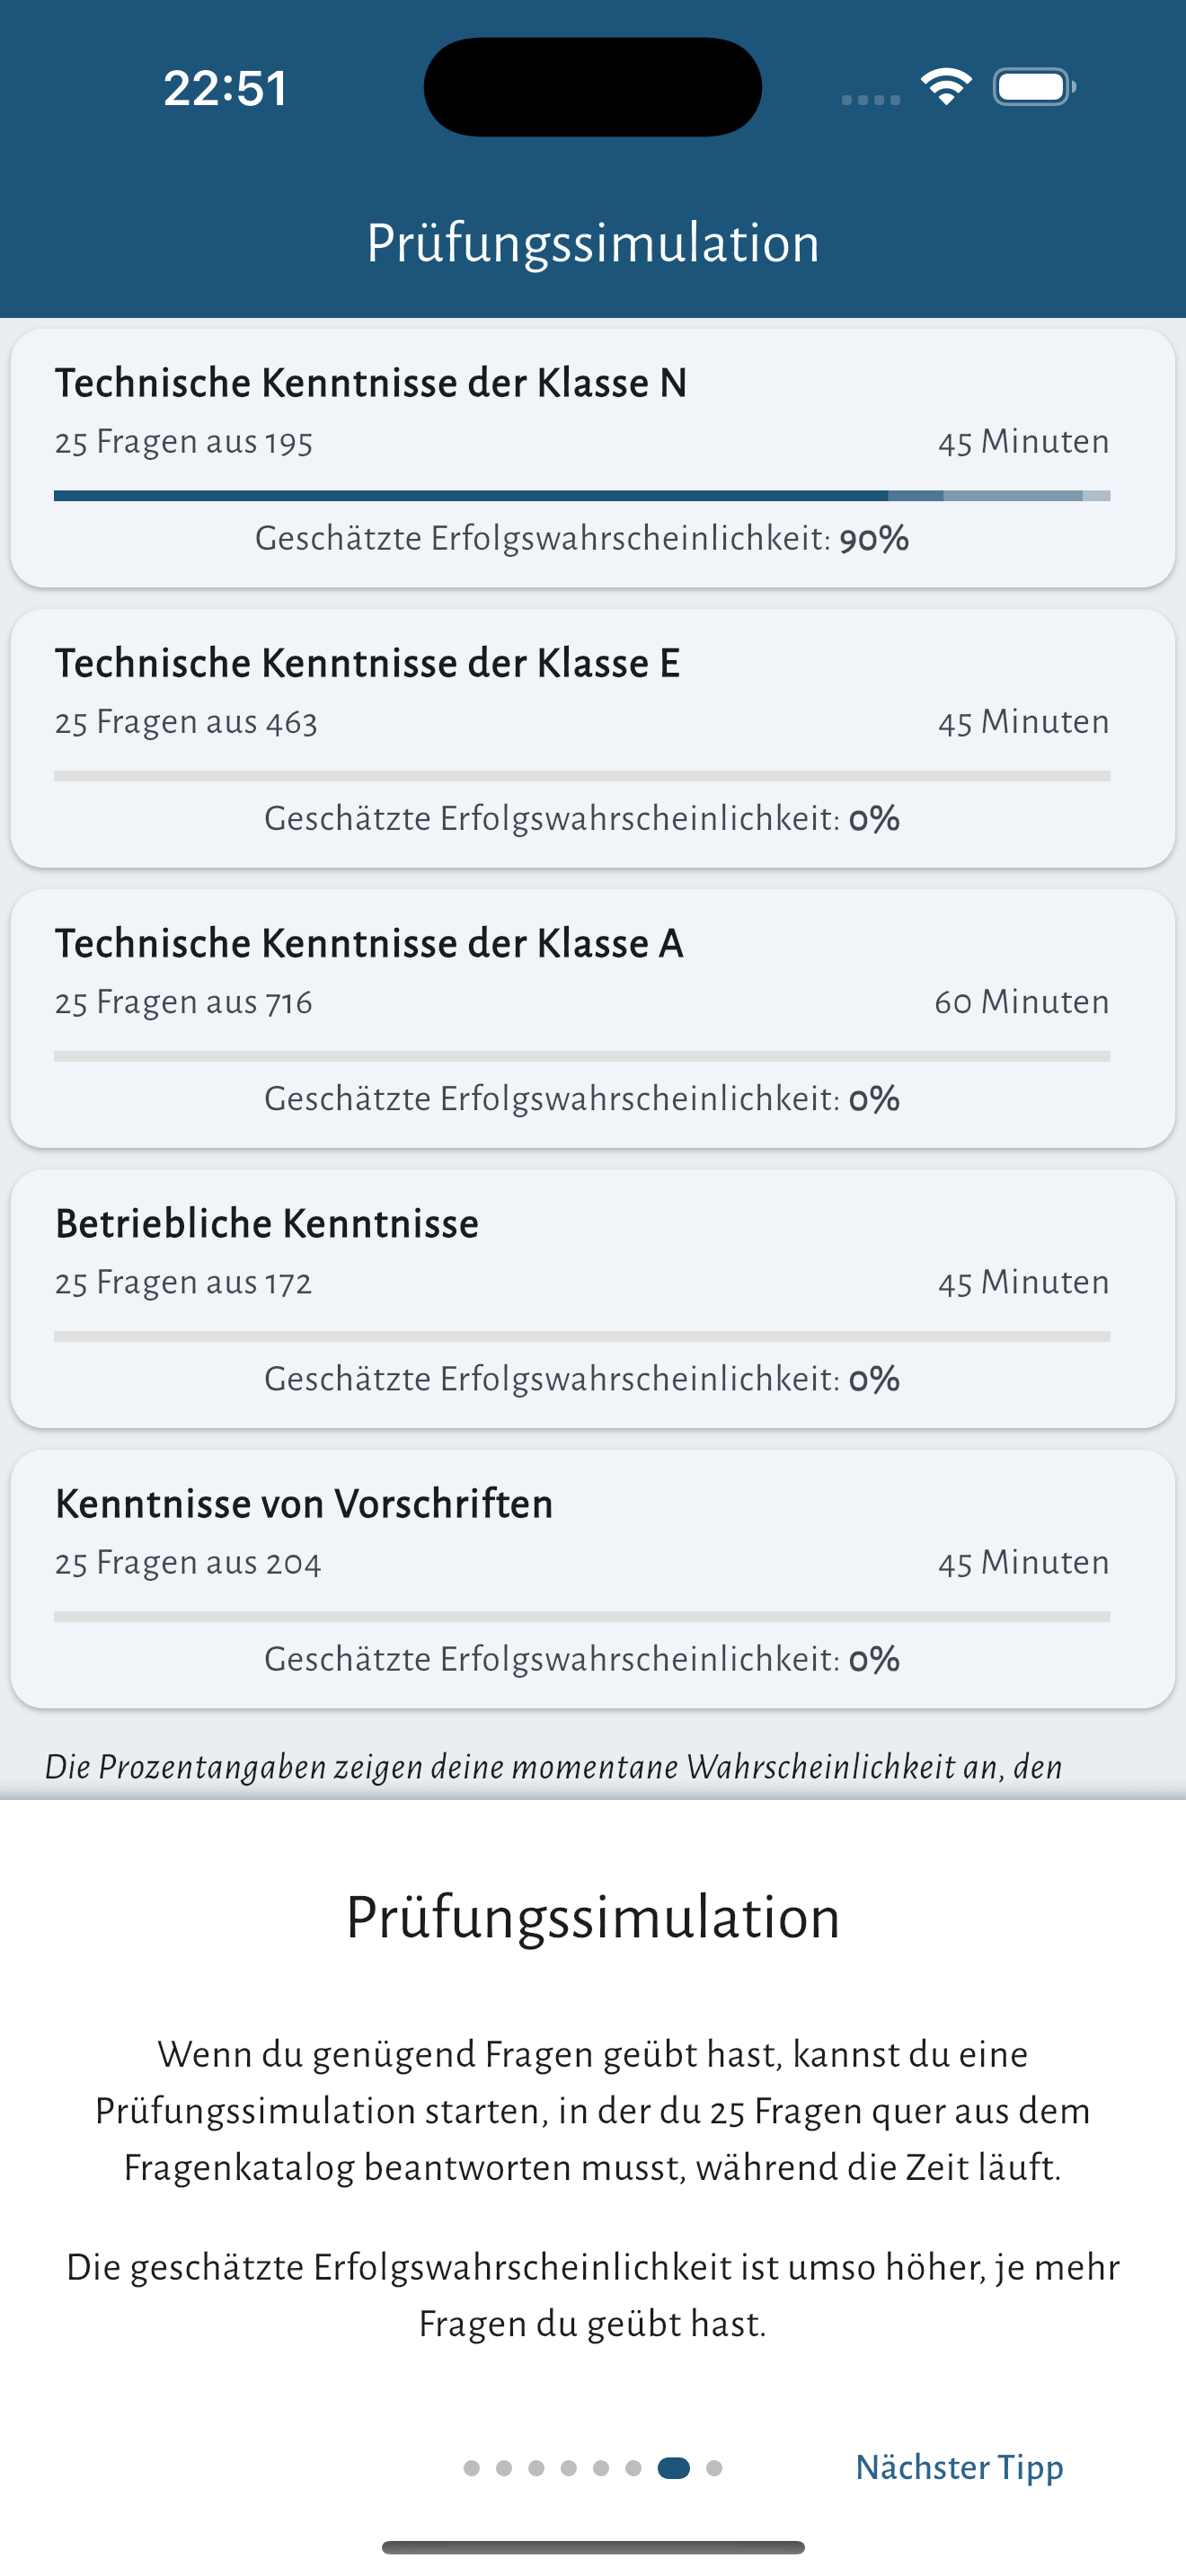 22:51
Prüfungssimulation
Technische Kenntnisse der Klasse N
25 Fragen aus 195
45 Minuten
Geschätzte Erfolgswahrscheinlichkeit: 90%
Technische Kenntnisse der Klasse E
25 Fragen aus 463
45 Minuten
Geschätzte Erfolgswahrscheinlichkeit: 0%
Technische Kenntnisse der Klasse A
25 Fragen aus 716
60 Minuten
Geschätzte Erfolgswahrscheinlichkeit: 0%
Betriebliche Kenntnisse
25 Fragen aus 172
45 Minuten
Geschätzte Erfolgswahrscheinlichkeit: 0%
Kenntnisse von Vorschriften
25 Fragen aus 204
45 Minuten
Geschätzte Erfolgswahrscheinlichkeit: 0%
Die Prozentangaben zeigen deine momentane Wahrscheinlichkeit an, den
Prüfungssimulation
Wenn du genügend Fragen geübt hast, kannst du eine
Prüfungssimulation starten, in der du 25 Fragen quer aus dem
Fragenkatalog beantworten musst, während die Zeit läuft.
Die geschätzte Erfolgswahrscheinlichkeit ist umso höher, je mehr
Fragen du geübt hast.
Nächster Tipp